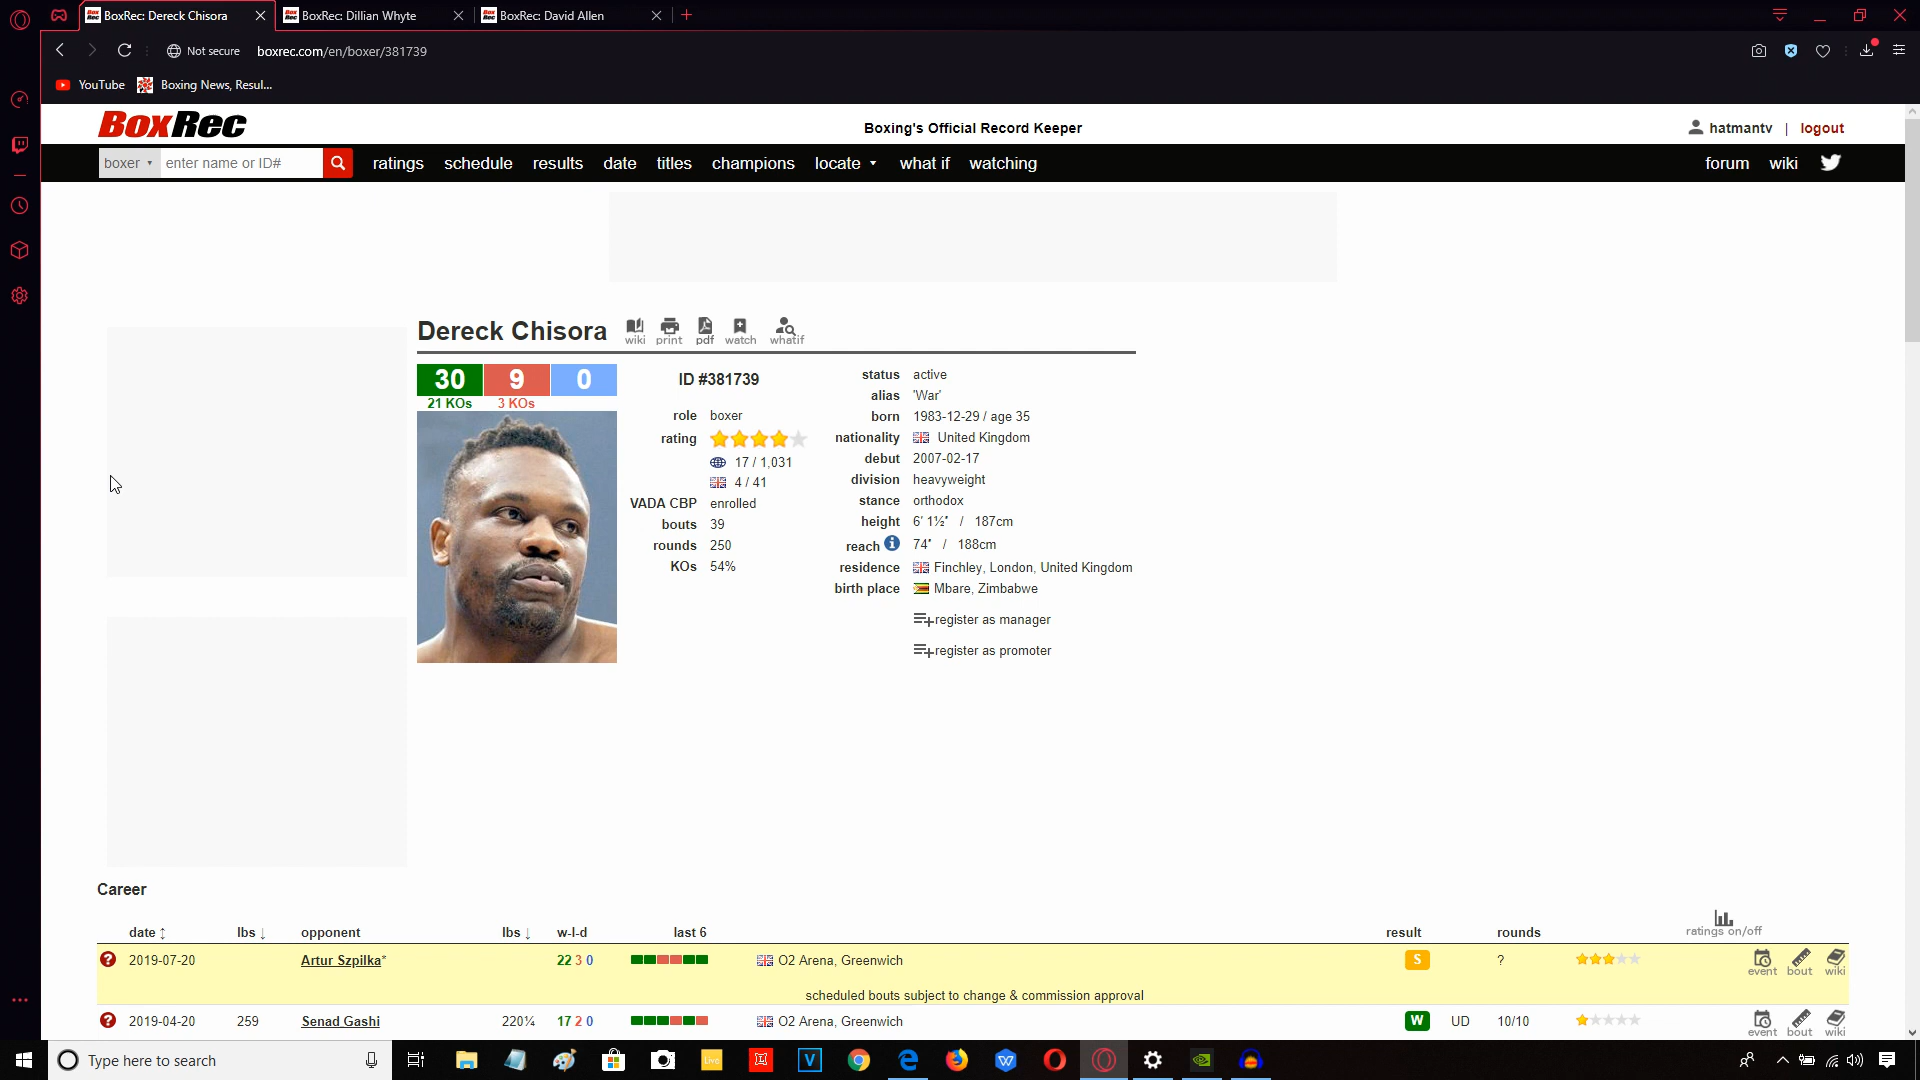 BoxRec: Dereck Chisora BoxRec: Dillian Whyte BoxRec: David Allen
Not secure boxrec.com/en/boxer/381739
YouTube Boxing News, Resul...
BoxRec Boxing's Official Record Keeper hatmantv | logout
boxer enter name or ID# ratings schedule results date titles champions locate what if watching forum wiki
Dereck Chisora wiki print pdf watch whatif
30 9 0
21 KOs 3 KOs
ID #381739
role boxer
rating
17 / 1,031
4 / 41
VADA CBP enrolled
bouts 39
rounds 250
KOs 54%
status active
alias 'War'
born 1983-12-29 / age 35
nationality United Kingdom
debut 2007-02-17
division heavyweight
stance orthodox
height 6′ 1½″ / 187cm
reach 74″ / 188cm
residence Finchley, London, United Kingdom
birth place Mbare, Zimbabwe
register as manager
register as promoter
Career
ratings on/off
date lbs opponent lbs w-l-d last 6 result rounds
2019-07-20 Artur Szpilka* 22 3 0 O2 Arena, Greenwich S ? event bout wiki
scheduled bouts subject to change & commission approval
2019-04-20 259 Senad Gashi 220¼ 17 2 0 O2 Arena, Greenwich W UD 10/10 event bout wiki
Type here to search